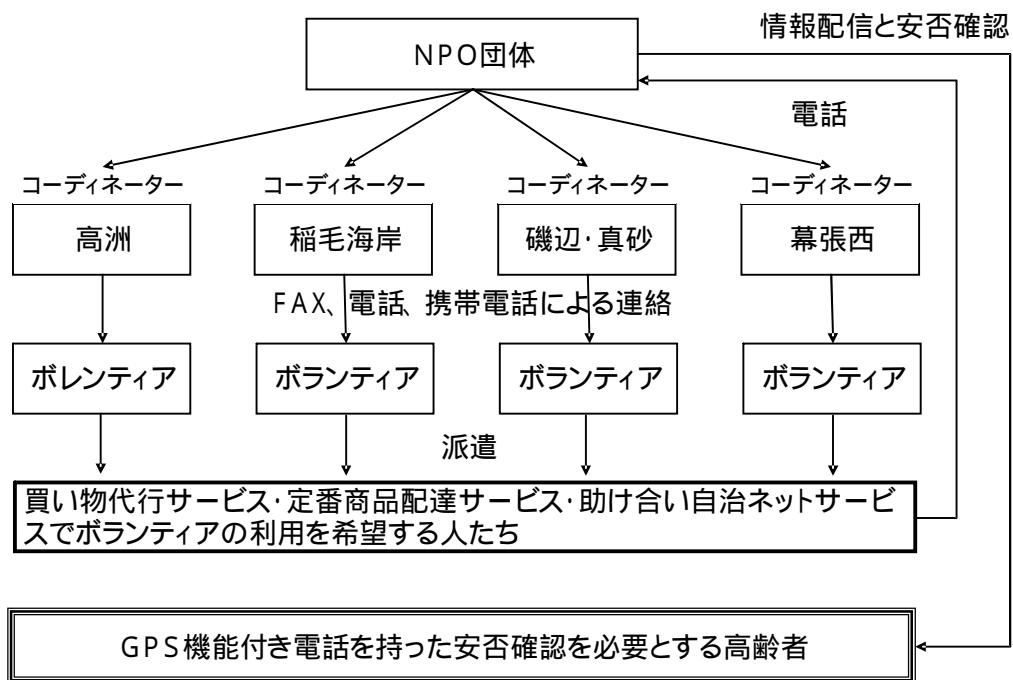 情報配信と安否確認
NPO団体
電話
コーディネーター
コーディネーター
コーディネーター
コーディネーター
高洲
稲毛海岸
磯辺・真砂
幕張西
FAX、電話、携帯電話による連絡
ボレンティア
ボランティア
ボランティア
ボランティア
派遣
買い物代行サービス・定番商品配達サービス・助け合い自治ネットサービ
スでボランティアの利用を希望する人たち
GPS機能付き電話を持った安否確認を必要とする高齢者